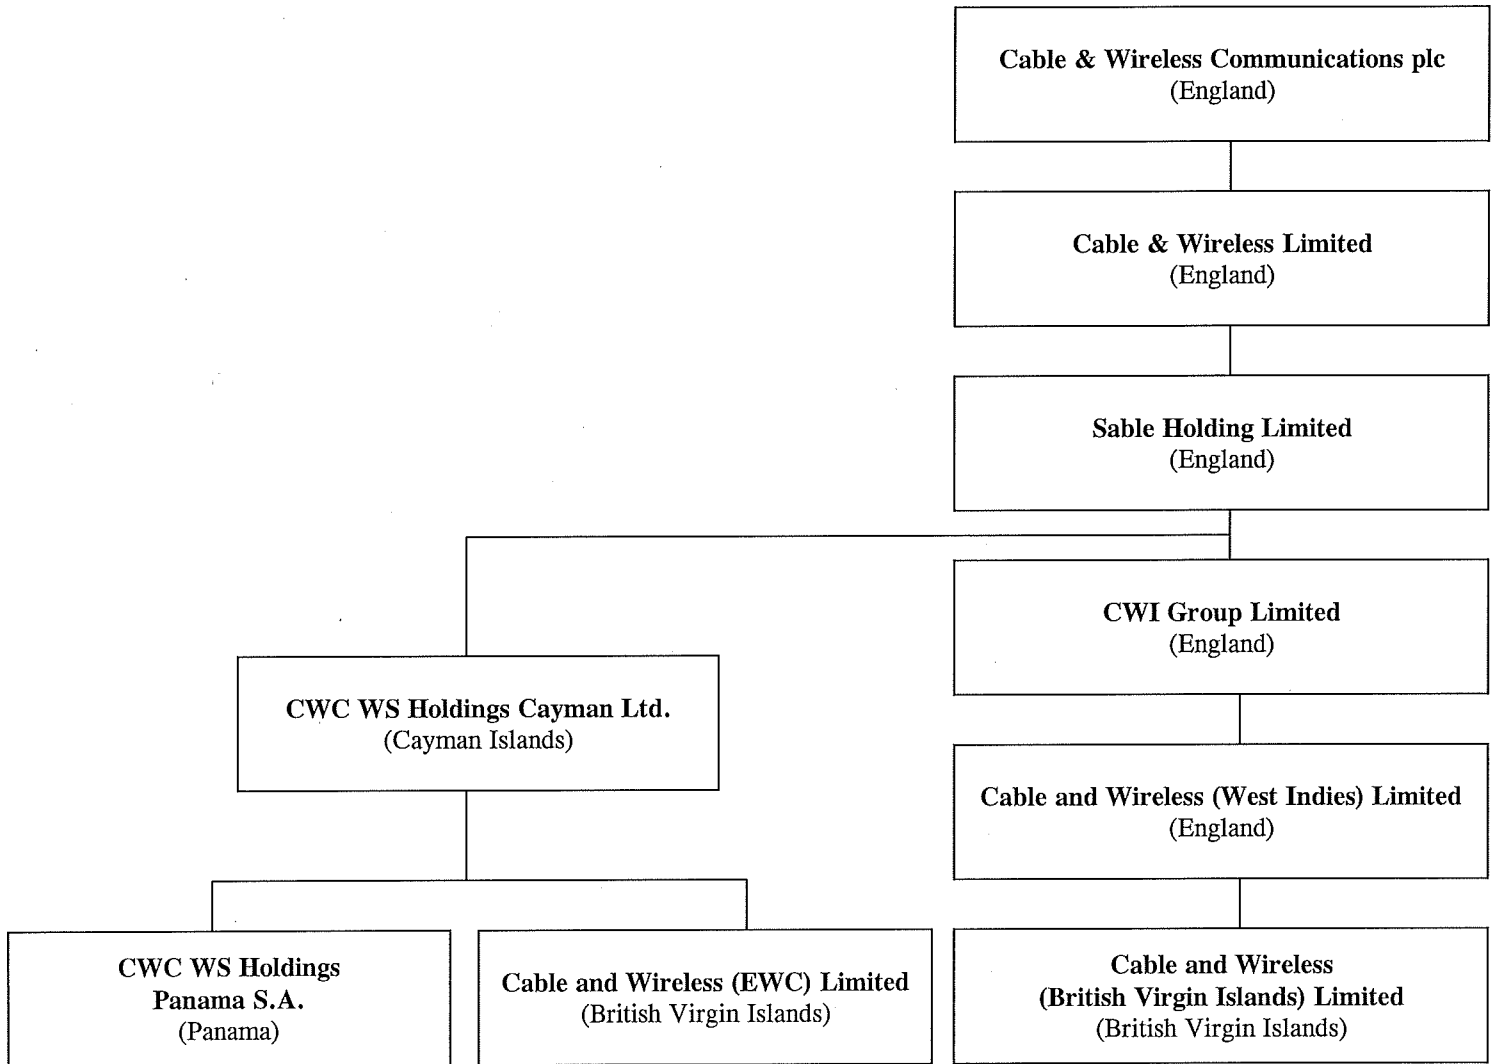 Cable & Wireless Communications plc
(England)
Cable & Wireless Limited
(England)
Sable Holding Limited
(England)
CWI Group Limited
(England)
CWC WS Holdings Cayman Ltd.
(Cayman Islands)
Cable and Wireless (West Indies) Limited
(England)
CWC WS Holdings
Panama S.A.
(Panama)
Cable and Wireless (EWC) Limited
(British Virgin Islands)
Cable and Wireless
(British Virgin Islands) Limited
(British Virgin Islands)